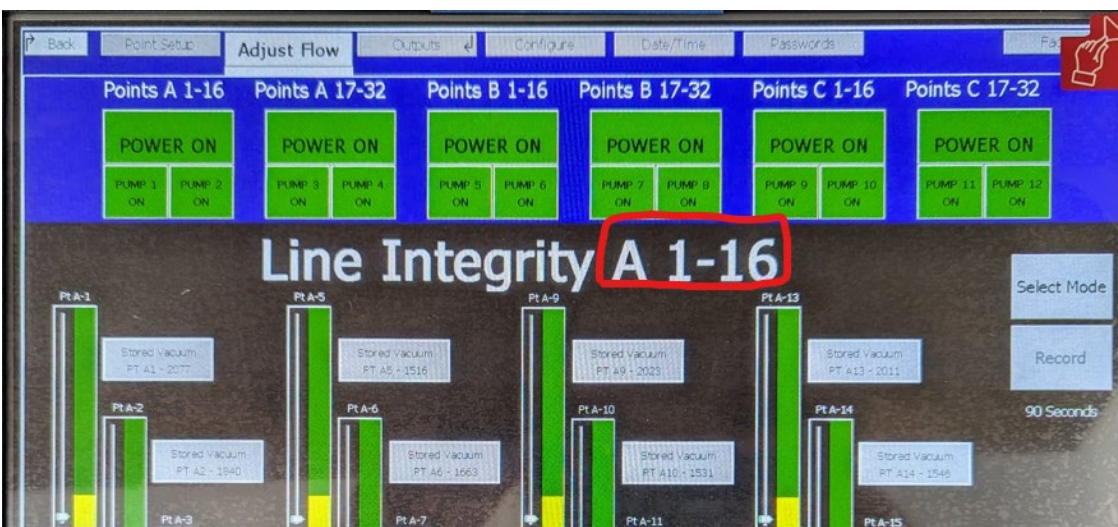 Back Point Setup Adjust Flow Outputs Configure Date/Time Passwords
Points A 1-16 Points A 17-32 Points B 1-16 Points B 17-32 Points C 1-16 Points C 17-32
POWER ON POWER ON POWER ON POWER ON POWER ON POWER ON
PUMP 1 PUMP 2 PUMP 3 PUMP 4 PUMP 5 PUMP 6 PUMP 7 PUMP 8 PUMP 9 PUMP 10 PUMP 11 PUMP 12
ON ON ON ON ON ON ON ON ON ON ON ON
Line Integrity A 1-16
Select Mode
Pt A-1 Pt A-5 Pt A-9 Pt A-13
Stored Vacuum Stored Vacuum Stored Vacuum Stored Vacuum
PT A1 - 2077 PT A5 - 1516 PT A9 - 2023 PT A13 - 2011
Record
90 Seconds
Pt A-2 Pt A-6 Pt A-10 Pt A-14
Stored Vacuum Stored Vacuum Stored Vacuum Stored Vacuum
PT A2 - 1840 PT A6 - 1663 PT A10 - 1531 PT A14 - 1546
Pt A-3 Pt A-7 Pt A-11 Pt A-15